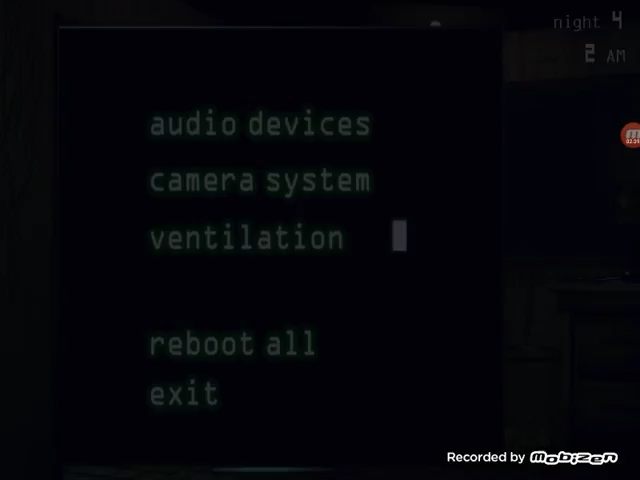 night 4
2 AM
audio devices
camera system
ventilation
reboot all
exit
Recorded by Mobizen